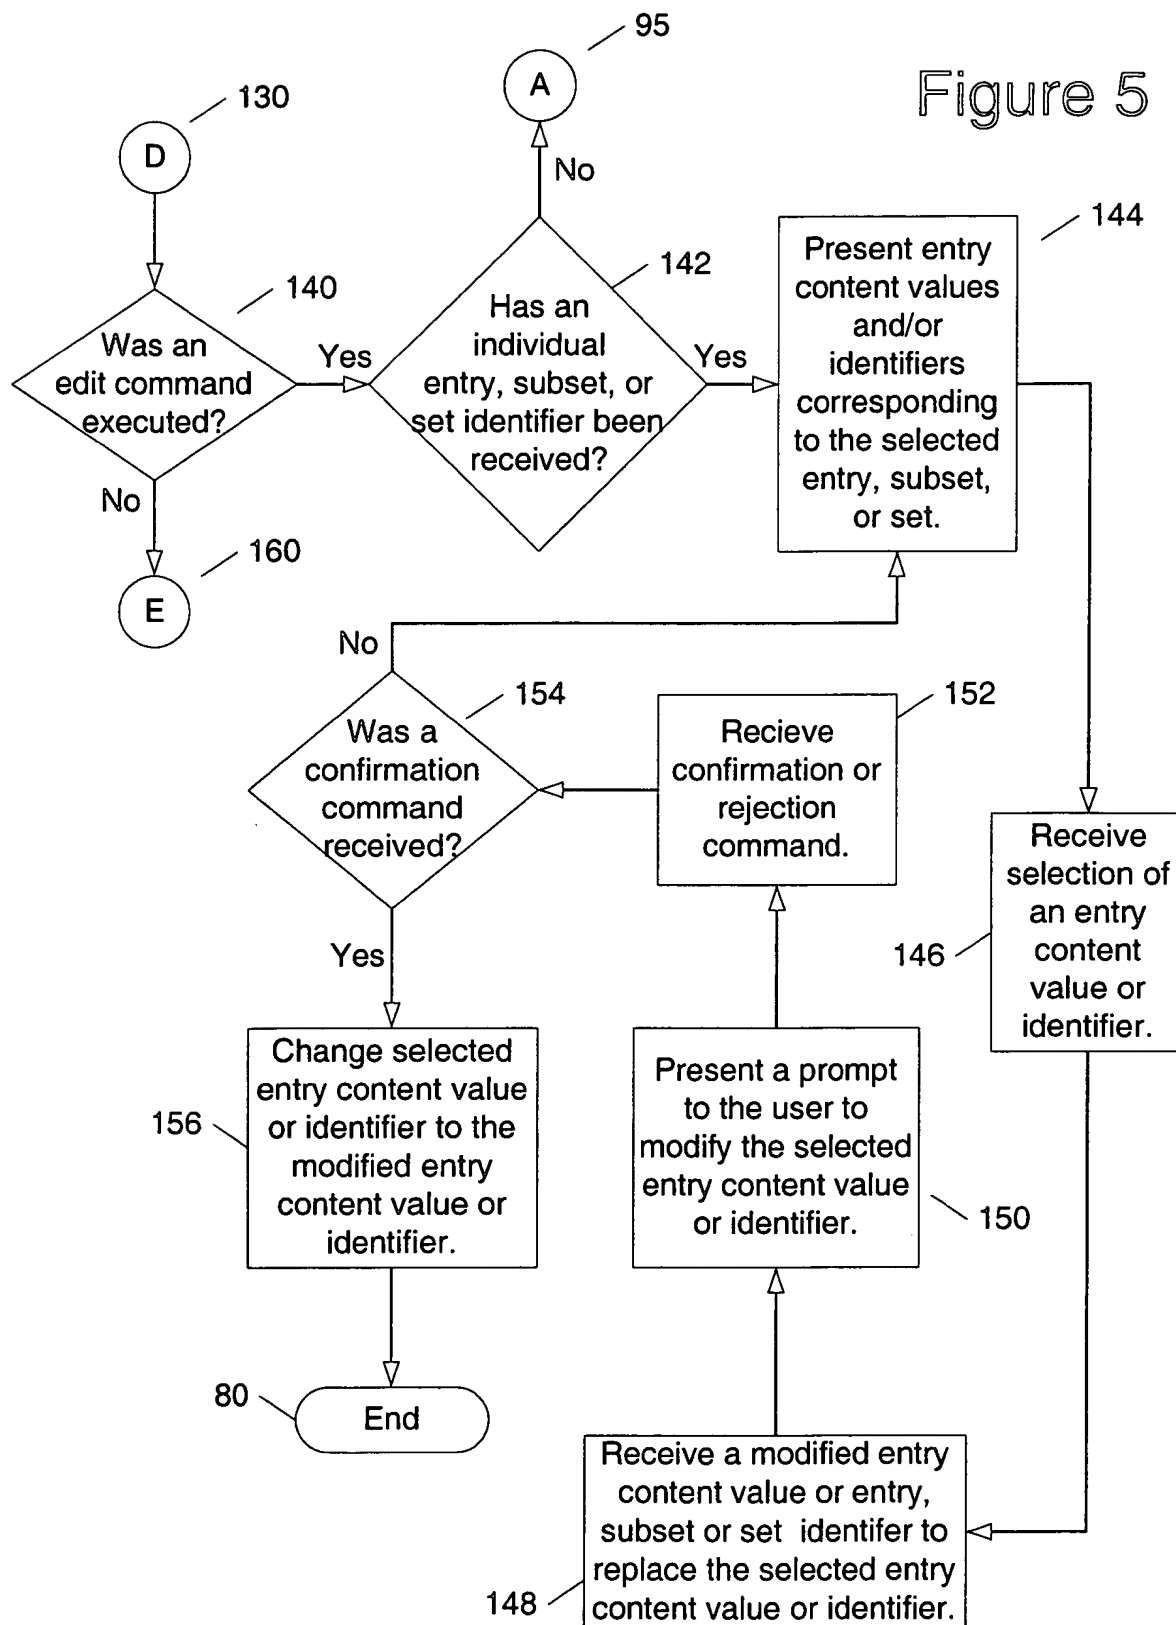 Figure 5
95
A
No
130
D
140
Was an
edit command
executed?
Yes
No
160
E
142
Has an
individual
entry, subset, or
set identifier been
received?
Yes
144
Present entry
content values
and/or
identifiers
corresponding
to the selected
entry, subset,
or set.
No
154
Was a
confirmation
command
received?
Yes
152
Recieve
confirmation or
rejection
command.
146
Receive
selection of
an entry
content
value or
identifier.
156
Change selected
entry content value
or identifier to the
modified entry
content value or
identifier.
Present a prompt
to the user to
modify the selected
entry content value
or identifier.
150
80
End
Receive a modified entry
content value or entry,
subset or set identifer to
replace the selected entry
content value or identifier.
148